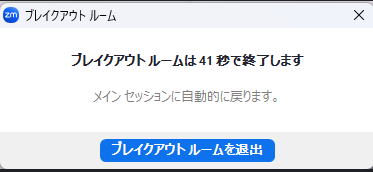 zm ブレイクアウト ルーム
ブレイクアウト ルームは 41 秒で終了します
メイン セッションに自動的に戻ります。
ブレイクアウト ルームを退出